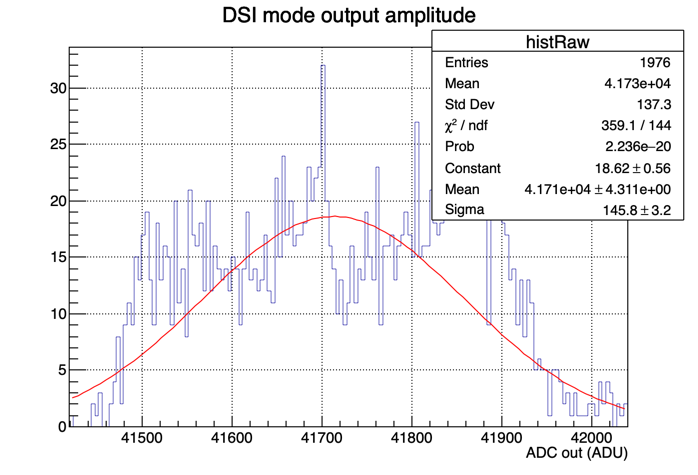 DSI mode output amplitude
histRaw
Entries 1976
Mean 4.173e+04
Std Dev 137.3
χ² / ndf 359.1 / 144
Prob 2.236e−20
Constant 18.62 ± 0.56
Mean 4.171e+04 ± 4.311e+00
Sigma 145.8 ± 3.2
30
25
20
15
10
5
0
41500 41600 41700 41800 41900 42000
ADC out (ADU)